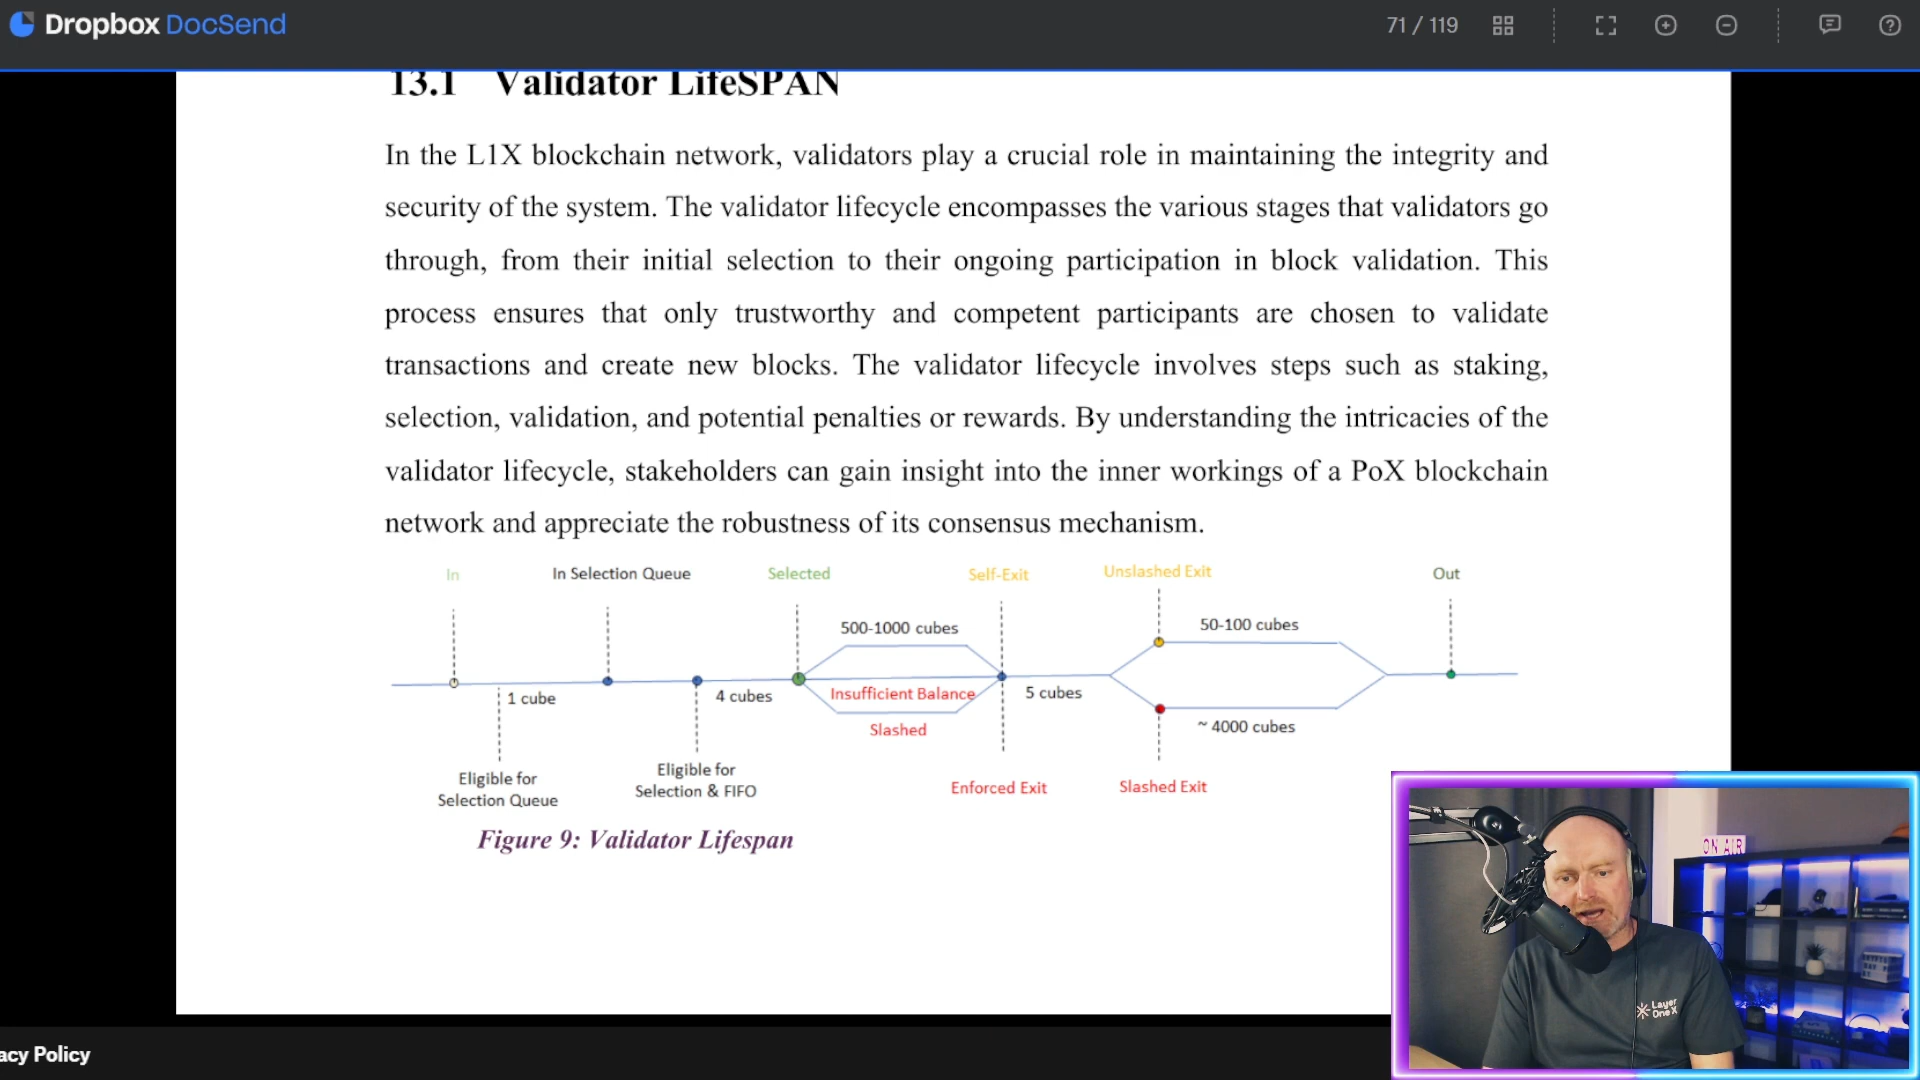 Dropbox DocSend
71 / 119
13.1 Validator LifeSPAN
In the L1X blockchain network, validators play a crucial role in maintaining the integrity and
security of the system. The validator lifecycle encompasses the various stages that validators go
through, from their initial selection to their ongoing participation in block validation. This
process ensures that only trustworthy and competent participants are chosen to validate
transactions and create new blocks. The validator lifecycle involves steps such as staking,
selection, validation, and potential penalties or rewards. By understanding the intricacies of the
validator lifecycle, stakeholders can gain insight into the inner workings of a PoX blockchain
network and appreciate the robustness of its consensus mechanism.
In
In Selection Queue
Selected
Self-Exit
Unslashed Exit
Out
500-1000 cubes
50-100 cubes
1 cube
4 cubes
Insufficient Balance
5 cubes
Slashed
~ 4000 cubes
Eligible for
Selection Queue
Eligible for
Selection & FIFO
Enforced Exit
Slashed Exit
Figure 9: Validator Lifespan
ON AIR
Layer
One X
acy Policy